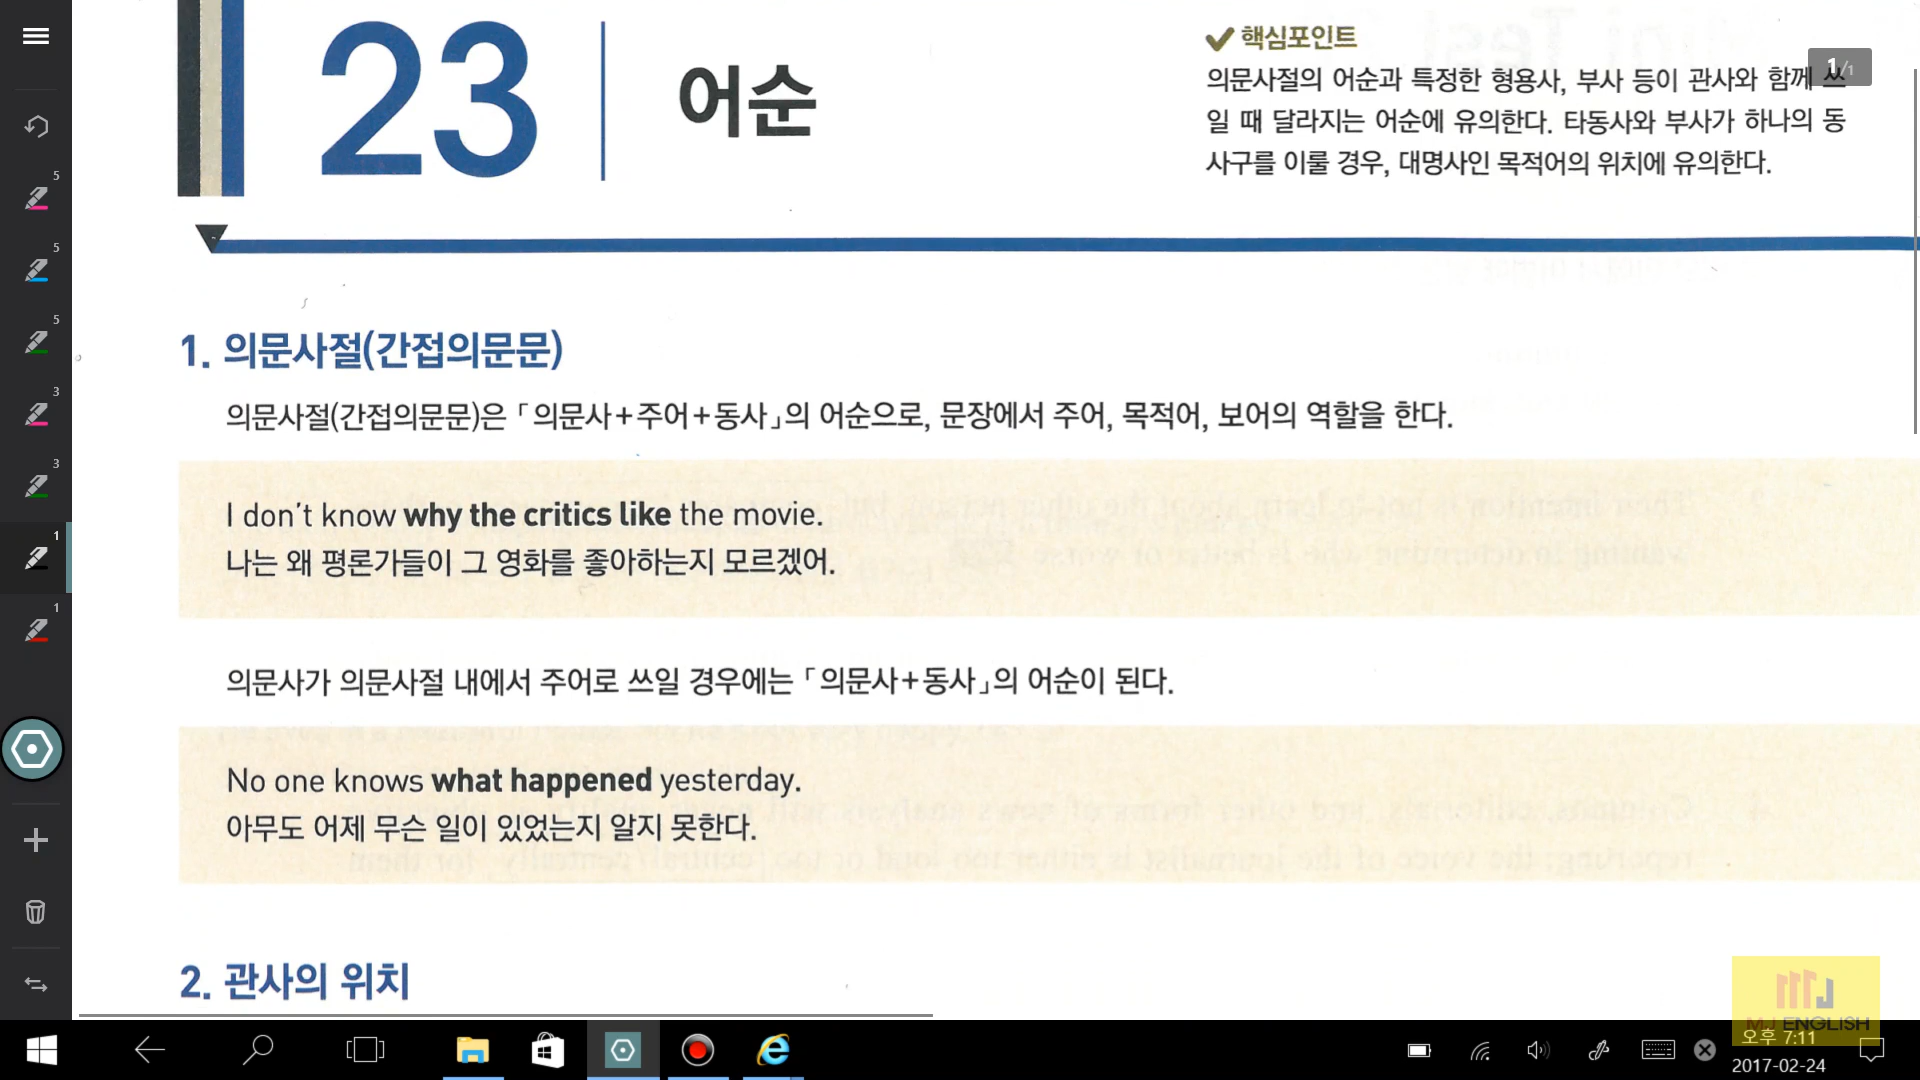 23
어순
핵심포인트
1/1
의문사절의 어순과 특정한 형용사, 부사 등이 관사와 함께 쓰
일 때 달라지는 어순에 유의한다. 타동사와 부사가 하나의 동
사구를 이룰 경우, 대명사인 목적어의 위치에 유의한다.
1. 의문사절(간접의문문)
의문사절(간접의문문)은 「의문사+주어+동사」의 어순으로, 문장에서 주어, 목적어, 보어의 역할을 한다.
I don't know why the critics like the movie.
나는 왜 평론가들이 그 영화를 좋아하는지 모르겠어.
의문사가 의문사절 내에서 주어로 쓰일 경우에는 「의문사+동사」의 어순이 된다.
No one knows what happened yesterday.
아무도 어제 무슨 일이 있었는지 알지 못한다.
2. 관사의 위치
5
5
5
3
3
1
1
MJ ENGLISH
오후 7:11
2017-02-24